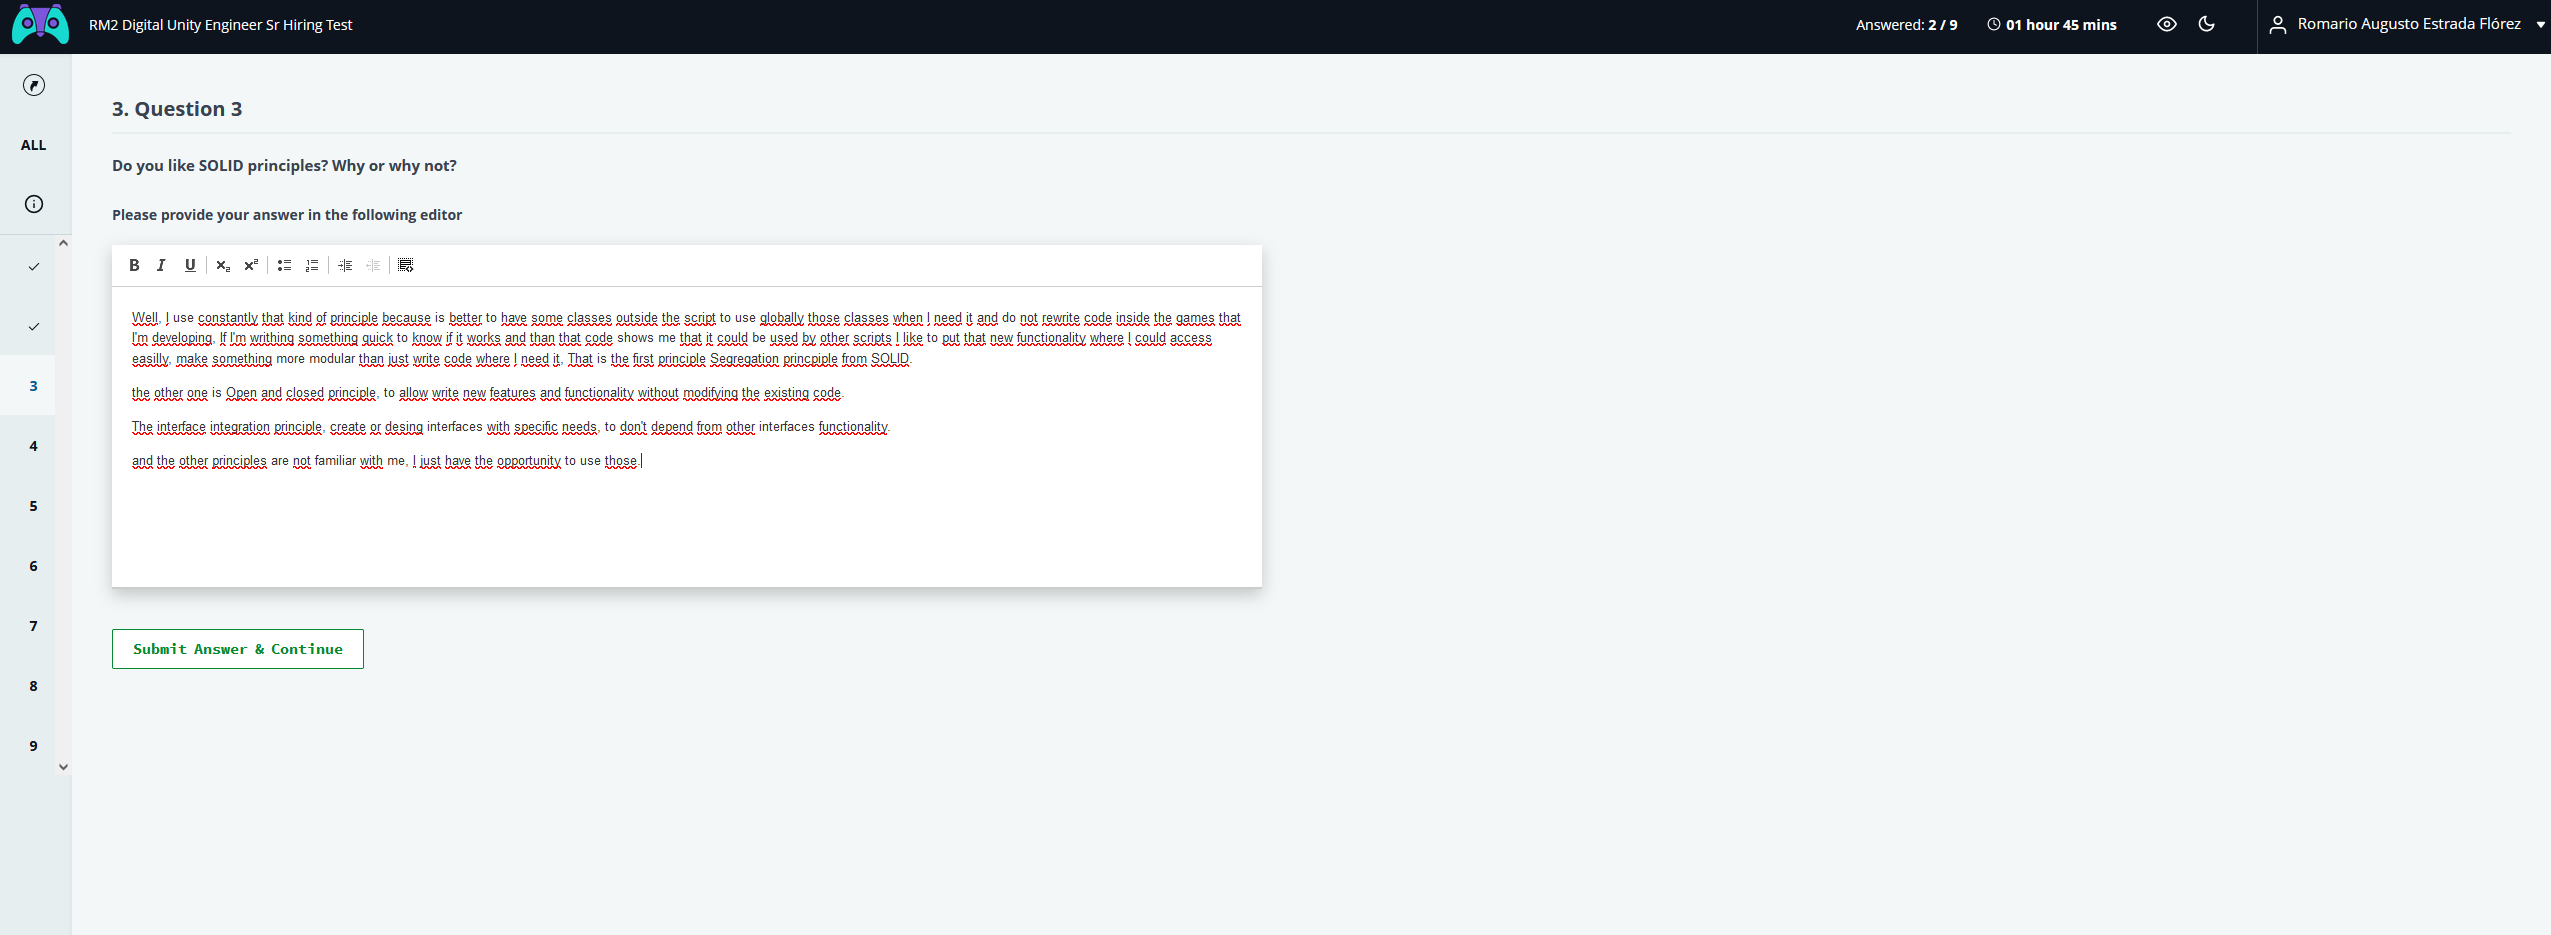 RM2 Digital Unity Engineer Sr Hiring Test
Answered: 2 / 9
01 hour 45 mins
Romario Augusto Estrada Flórez
ALL
3
4
5
6
7
8
9
3. Question 3
Do you like SOLID principles? Why or why not?
Please provide your answer in the following editor
B I U x₂ x²
Well, I use constantly that kind of principle because is better to have some classes outside the script to use globally those classes when I need it and do not rewrite code inside the games that
I'm developing, If I'm writhing something quick to know if it works and than that code shows me that it could be used by other scripts I like to put that new functionality where I could access
easilly, make something more modular than just write code where I need it, That is the first principle Segregation princpiple from SOLID.
the other one is Open and closed principle, to allow write new features and functionality without modifying the existing code.
The interface integration principle, create or desing interfaces with specific needs, to don't depend from other interfaces functionality.
and the other principles are not familiar with me, I just have the opportunity to use those.
Submit Answer & Continue